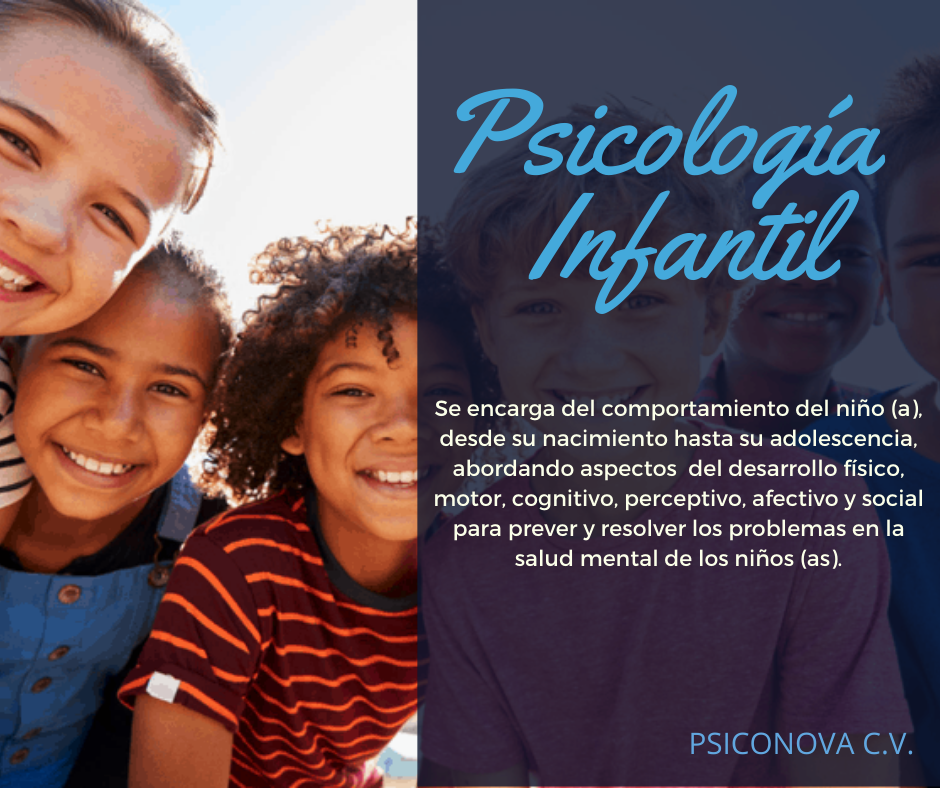 Psicología
Infantil
Se encarga del comportamiento del niño (a),
desde su nacimiento hasta su adolescencia,
abordando aspectos  del desarrollo físico,
motor, cognitivo, perceptivo, afectivo y social
para prever y resolver los problemas en la
salud mental de los niños (as).
PSICONOVA C.V.